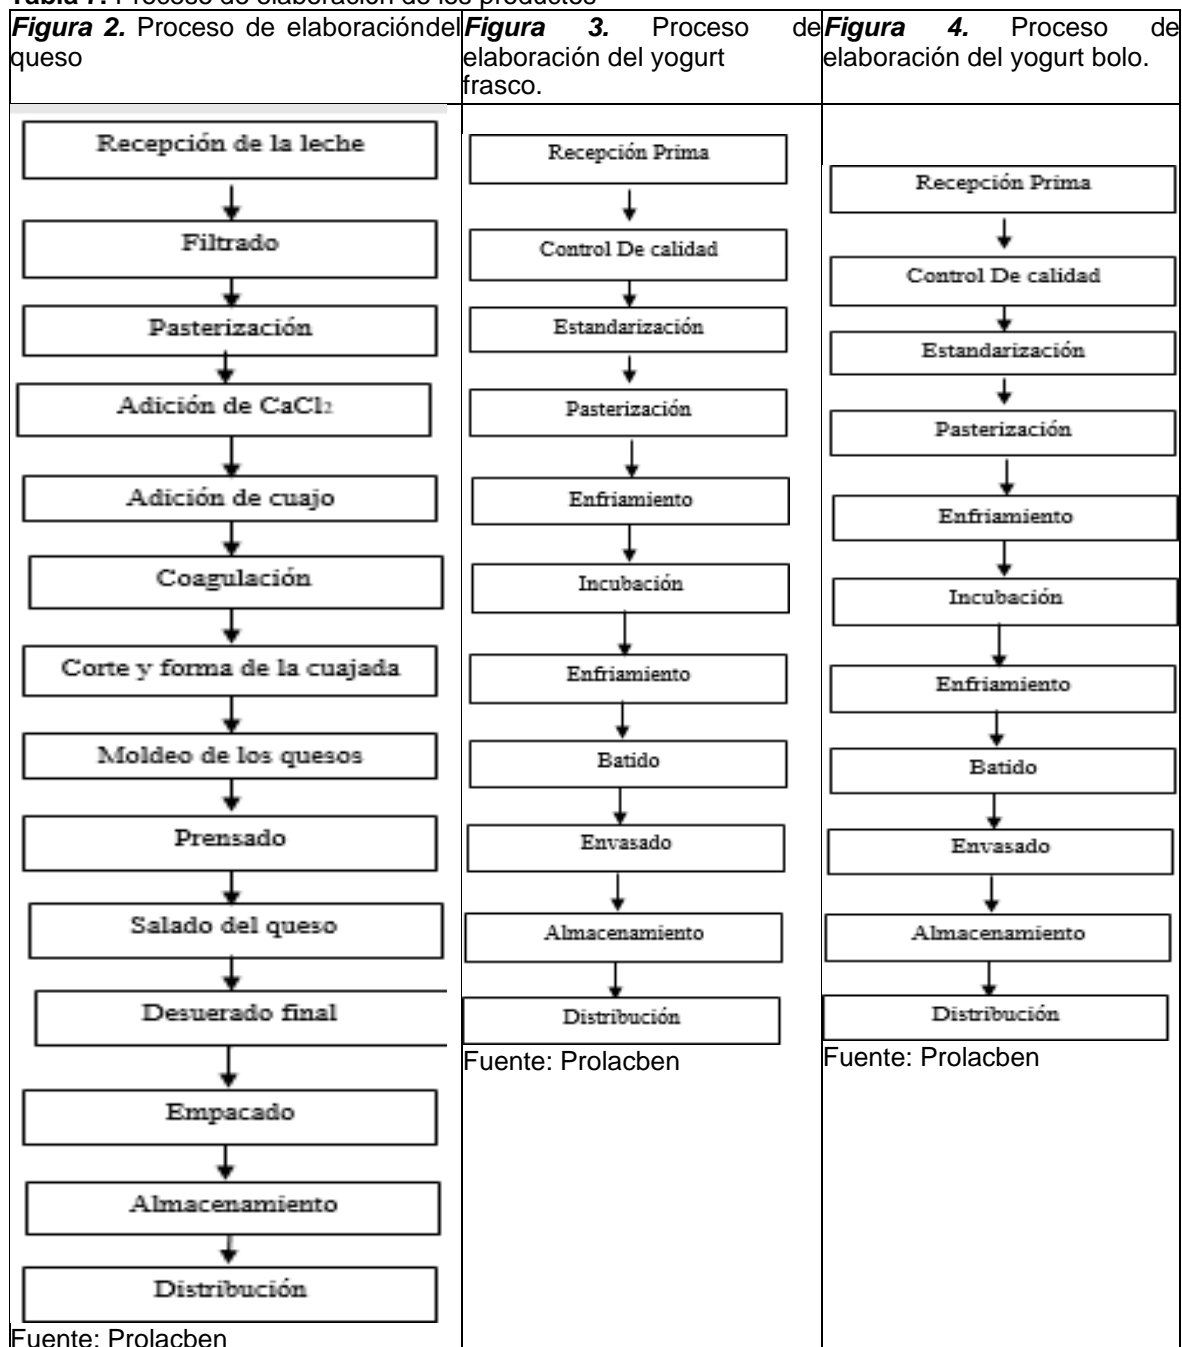 Tabla 7. Proceso de elaboración de los productos
Figura 2. Proceso de elaboracióndel
queso
Recepción de la leche
Filtrado
Pasterización
Adición de CaCl₂
Adición de cuajo
Coagulación
Corte y forma de la cuajada
Moldeo de los quesos
Prensado
Salado del queso
Desuerado final
Empacado
Almacenamiento
Distribución
Fuente: Prolacben
Figura 3. Proceso de
elaboración del yogurt
frasco.
Recepción Prima
Control De calidad
Estandarización
Pasterización
Enfriamiento
Incubación
Enfriamiento
Batido
Envasado
Almacenamiento
Distribución
Fuente: Prolacben
Figura 4. Proceso de
elaboración del yogurt bolo.
Recepción Prima
Control De calidad
Estandarización
Pasterización
Enfriamiento
Incubación
Enfriamiento
Batido
Envasado
Almacenamiento
Distribución
Fuente: Prolacben